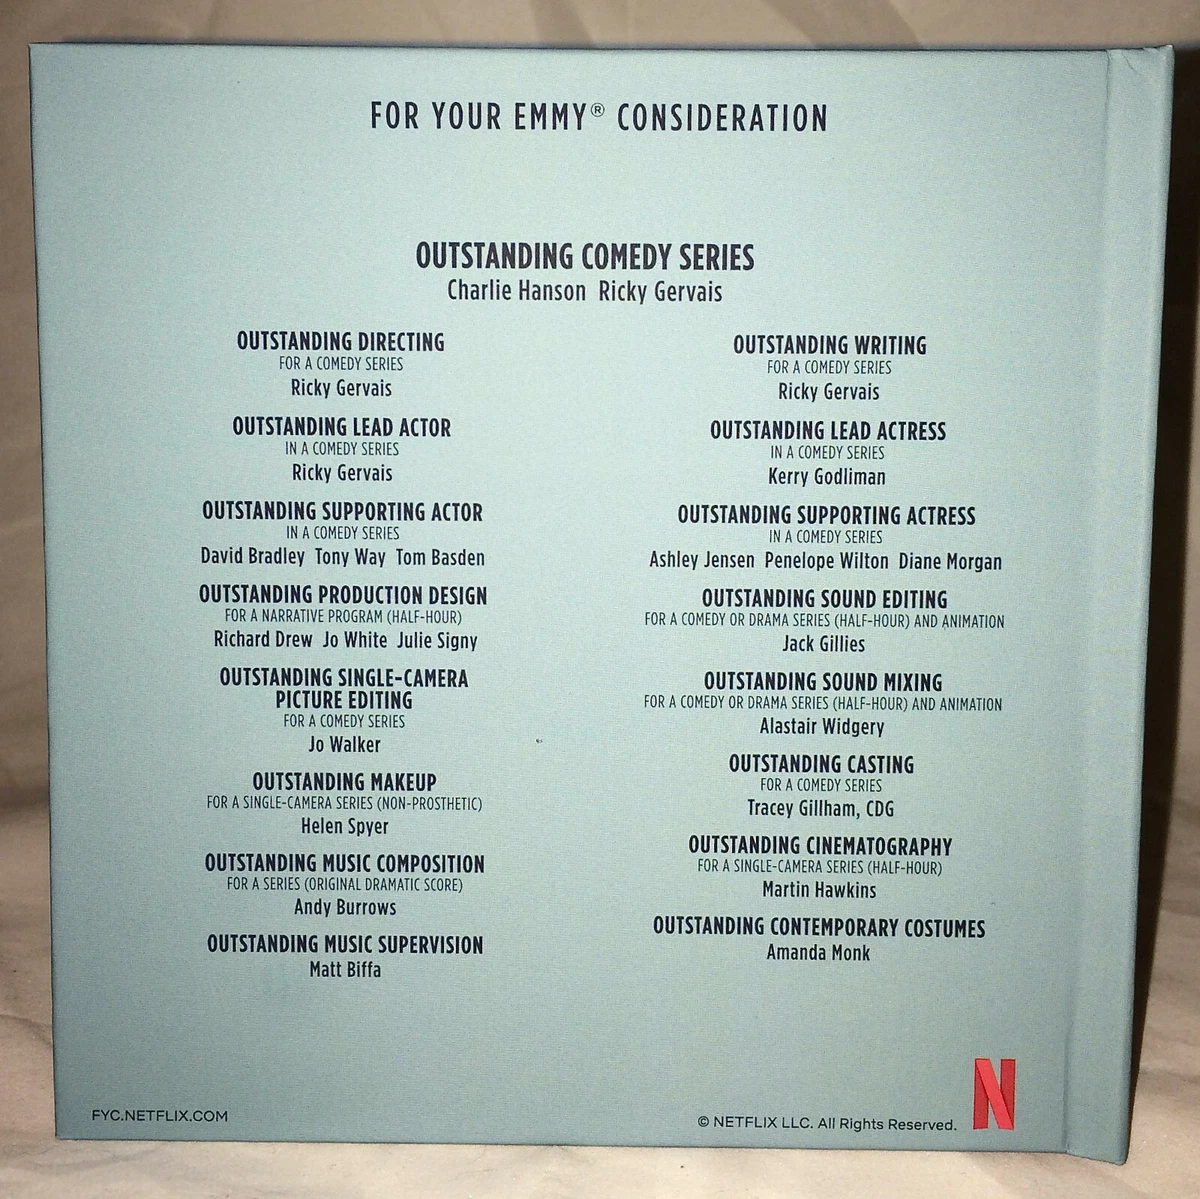 FOR YOUR EMMY® CONSIDERATION
OUTSTANDING COMEDY SERIES
Charlie Hanson Ricky Gervais
OUTSTANDING DIRECTING
FOR A COMEDY SERIES
Ricky Gervais
OUTSTANDING LEAD ACTOR
IN A COMEDY SERIES
Ricky Gervais
OUTSTANDING SUPPORTING ACTOR
IN A COMEDY SERIES
David Bradley Tony Way Tom Basden
OUTSTANDING PRODUCTION DESIGN
FOR A NARRATIVE PROGRAM (HALF-HOUR)
Richard Drew Jo White Julie Signy
OUTSTANDING SINGLE-CAMERA
PICTURE EDITING
FOR A COMEDY SERIES
Jo Walker
OUTSTANDING MAKEUP
FOR A SINGLE-CAMERA SERIES (NON-PROSTHETIC)
Helen Spyer
OUTSTANDING MUSIC COMPOSITION
FOR A SERIES (ORIGINAL DRAMATIC SCORE)
Andy Burrows
OUTSTANDING MUSIC SUPERVISION
Matt Biffa
OUTSTANDING WRITING
FOR A COMEDY SERIES
Ricky Gervais
OUTSTANDING LEAD ACTRESS
IN A COMEDY SERIES
Kerry Godliman
OUTSTANDING SUPPORTING ACTRESS
IN A COMEDY SERIES
Ashley Jensen Penelope Wilton Diane Morgan
OUTSTANDING SOUND EDITING
FOR A COMEDY OR DRAMA SERIES (HALF-HOUR) AND ANIMATION
Jack Gillies
OUTSTANDING SOUND MIXING
FOR A COMEDY OR DRAMA SERIES (HALF-HOUR) AND ANIMATION
Alastair Widgery
OUTSTANDING CASTING
FOR A COMEDY SERIES
Tracey Gillham, CDG
OUTSTANDING CINEMATOGRAPHY
FOR A SINGLE-CAMERA SERIES (HALF-HOUR)
Martin Hawkins
OUTSTANDING CONTEMPORARY COSTUMES
Amanda Monk
FYC.NETFLIX.COM
© NETFLIX LLC. All Rights Reserved.
N